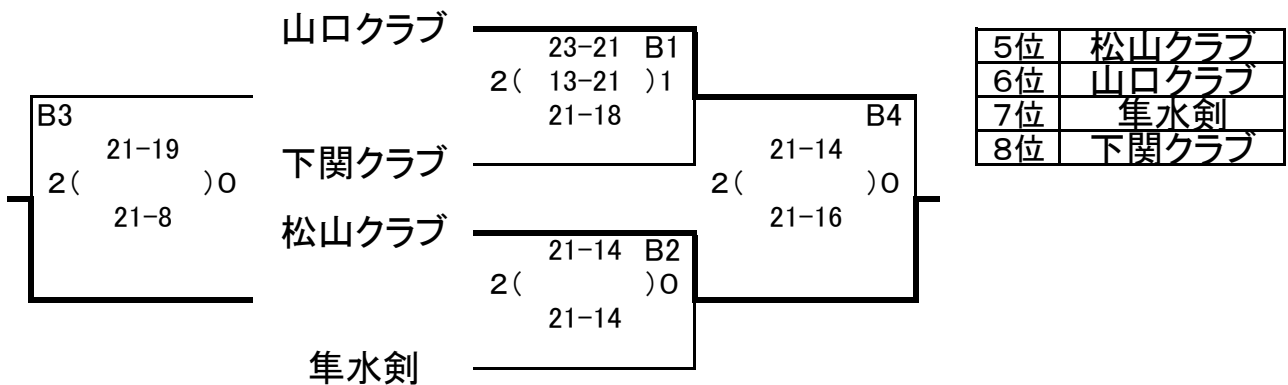 山口クラブ
23-21 B1
2( 13-21 )1
21-18
下関クラブ
松山クラブ
21-14 B2
2( )0
21-14
隼水剣
B3
21-19
2( )0
21-8
B4
21-14
2( )0
21-16
5位 松山クラブ
6位 山口クラブ
7位 隼水剣
8位 下関クラブ